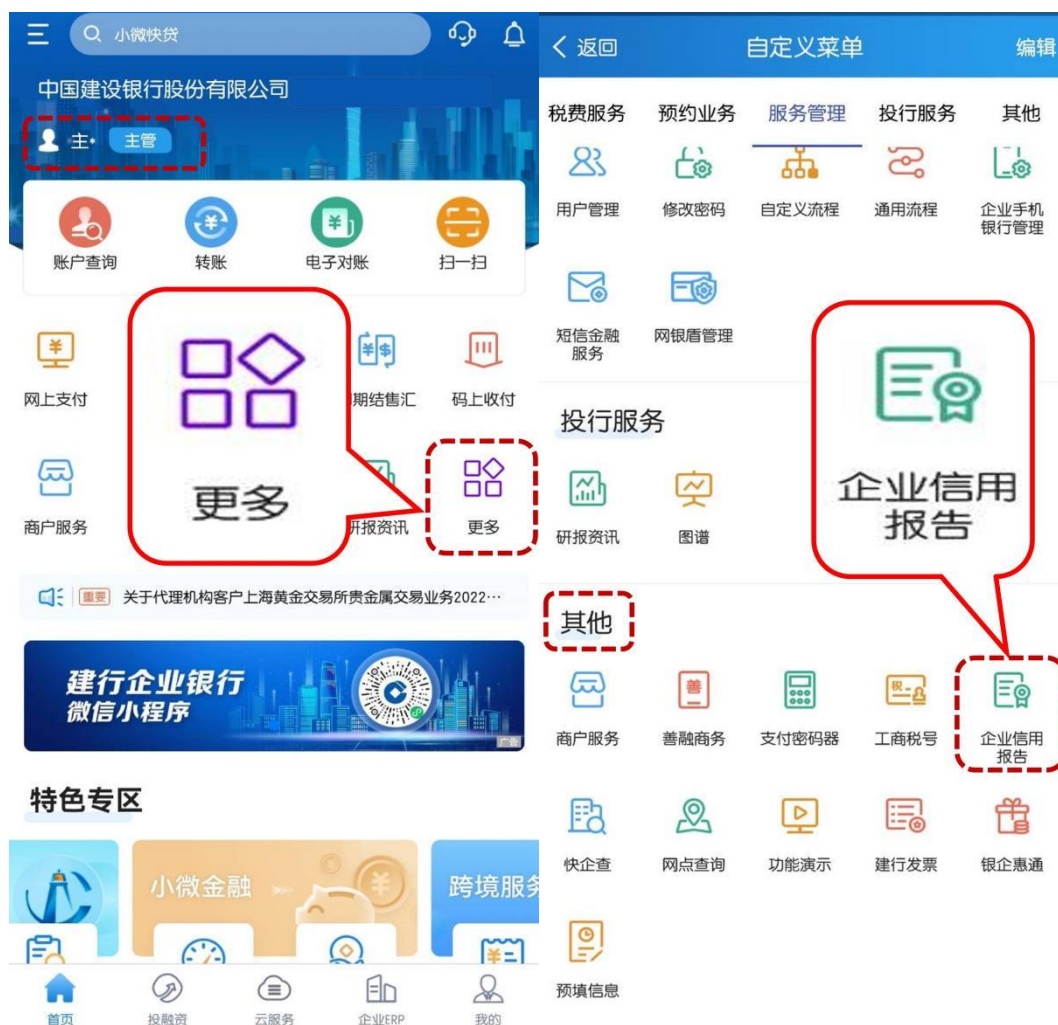 小微快贷
中国建设银行股份有限公司
主* 主管
账户查询 转账 电子对账 扫一扫
网上支付 期结售汇 码上收付
更多
商户服务 研报资讯 更多
重要 关于代理机构客户上海黄金交易所贵金属交易业务2022…
建行企业银行
微信小程序
广告
特色专区
小微金融 跨境服务
首页 投融资 云服务 企业ERP 我的
返回 自定义菜单 编辑
税费服务 预约业务 服务管理 投行服务 其他
用户管理 修改密码 自定义流程 通用流程 企业手机
银行管理
短信金融 网银盾管理
服务
投行服务
企业信用
报告
研报资讯 图谱
其他
善
税
商户服务 善融商务 支付密码器 工商税号 企业信用
报告
快企查 网点查询 功能演示 建行发票 银企惠通
预填信息